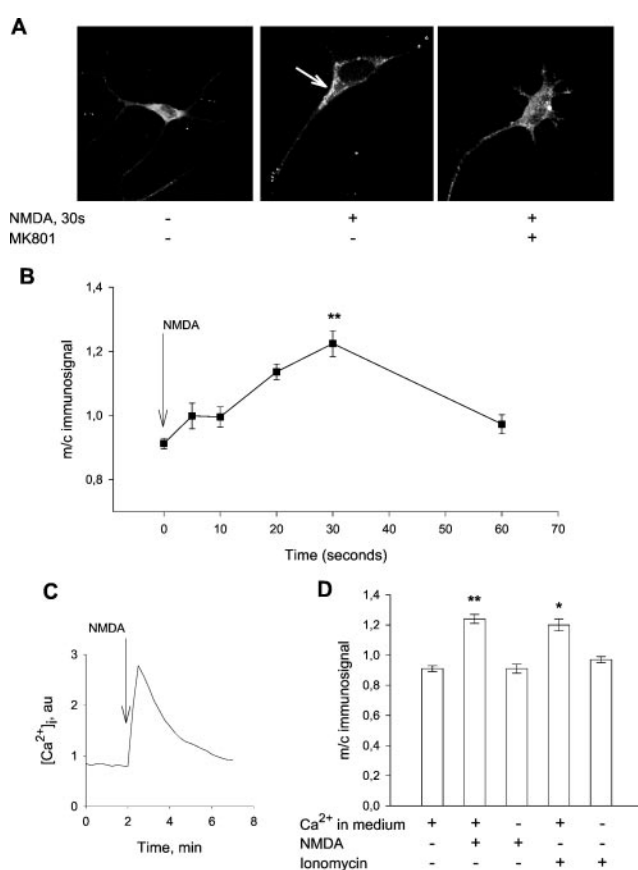 A
NMDA, 30s - + +
MK801 - - +
B
1,4
NMDA
**
1,2
m/c immunosignal
1,0
0,8
0 10 20 30 40 50 60 70
Time (seconds)
C
NMDA
3
2
[Ca²⁺]i, au
1
0
0 2 4 6 8
Time, min
D
1,4
** *
1,2
1,0
0,8
m/c immunosignal
0,6
0,4
0,2
0,0
Ca²⁺ in medium + + - + -
NMDA - + + - -
Ionomycin - - - + +